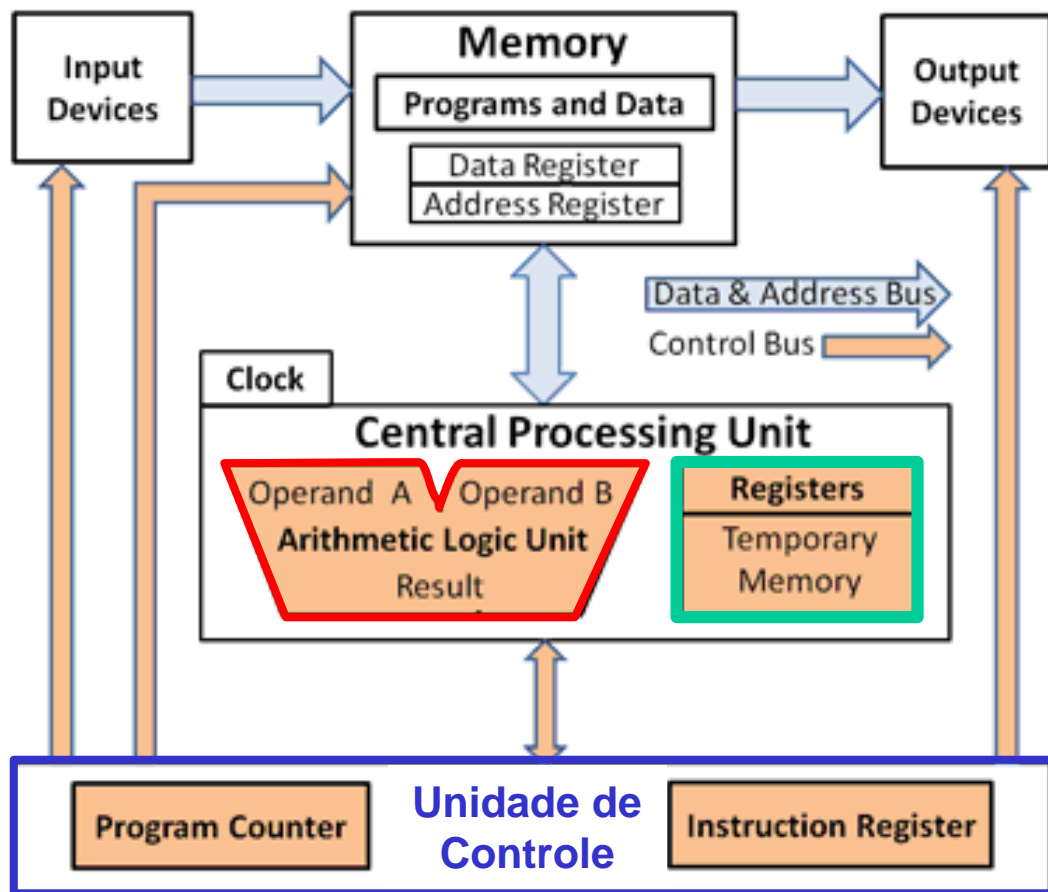 Input
Devices
Memory
Programs and Data
Data Register
Address Register
Output
Devices
Data & Address Bus
Control Bus
Clock
Central Processing Unit
Operand A
Operand B
Arithmetic Logic Unit
Result
Registers
Temporary
Memory
Program Counter
Unidade de
Controle
Instruction Register